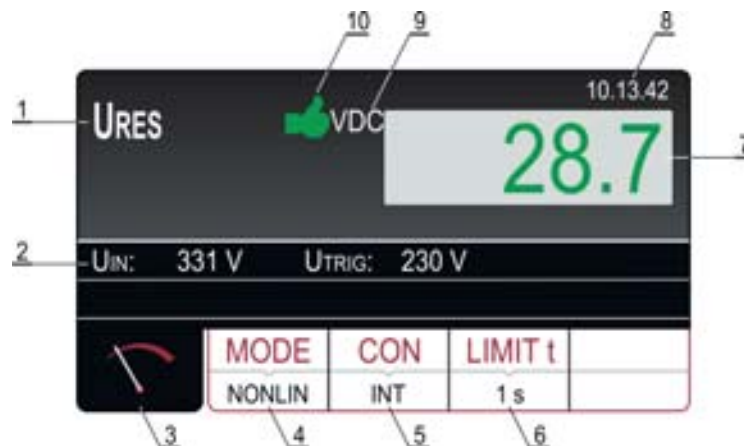 10 9 8
10.13.42
1 URES VDC 28.7 7
2 UIN: 331 V UTRIG: 230 V
MODE CON LIMIT t
NONLIN INT 1 s
3 4 5 6